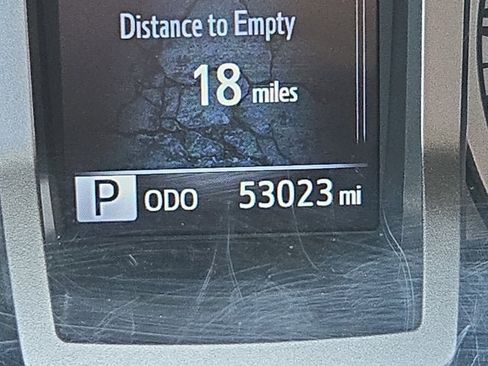 Distance to Empty
18 miles
P ODO 53023 mi